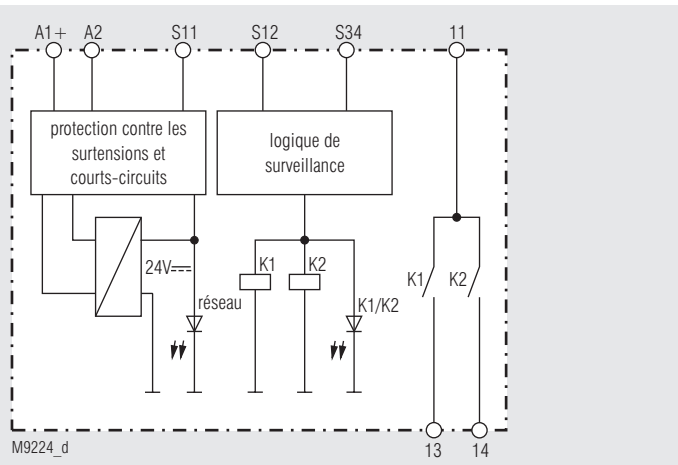 A1+ A2 S11 S12 S34 11
protection contre les
surtensions et
courts-circuits
logique de
surveillance
24V
réseau
K1
K2
K1/K2
K1
K2
M9224_d
13 14